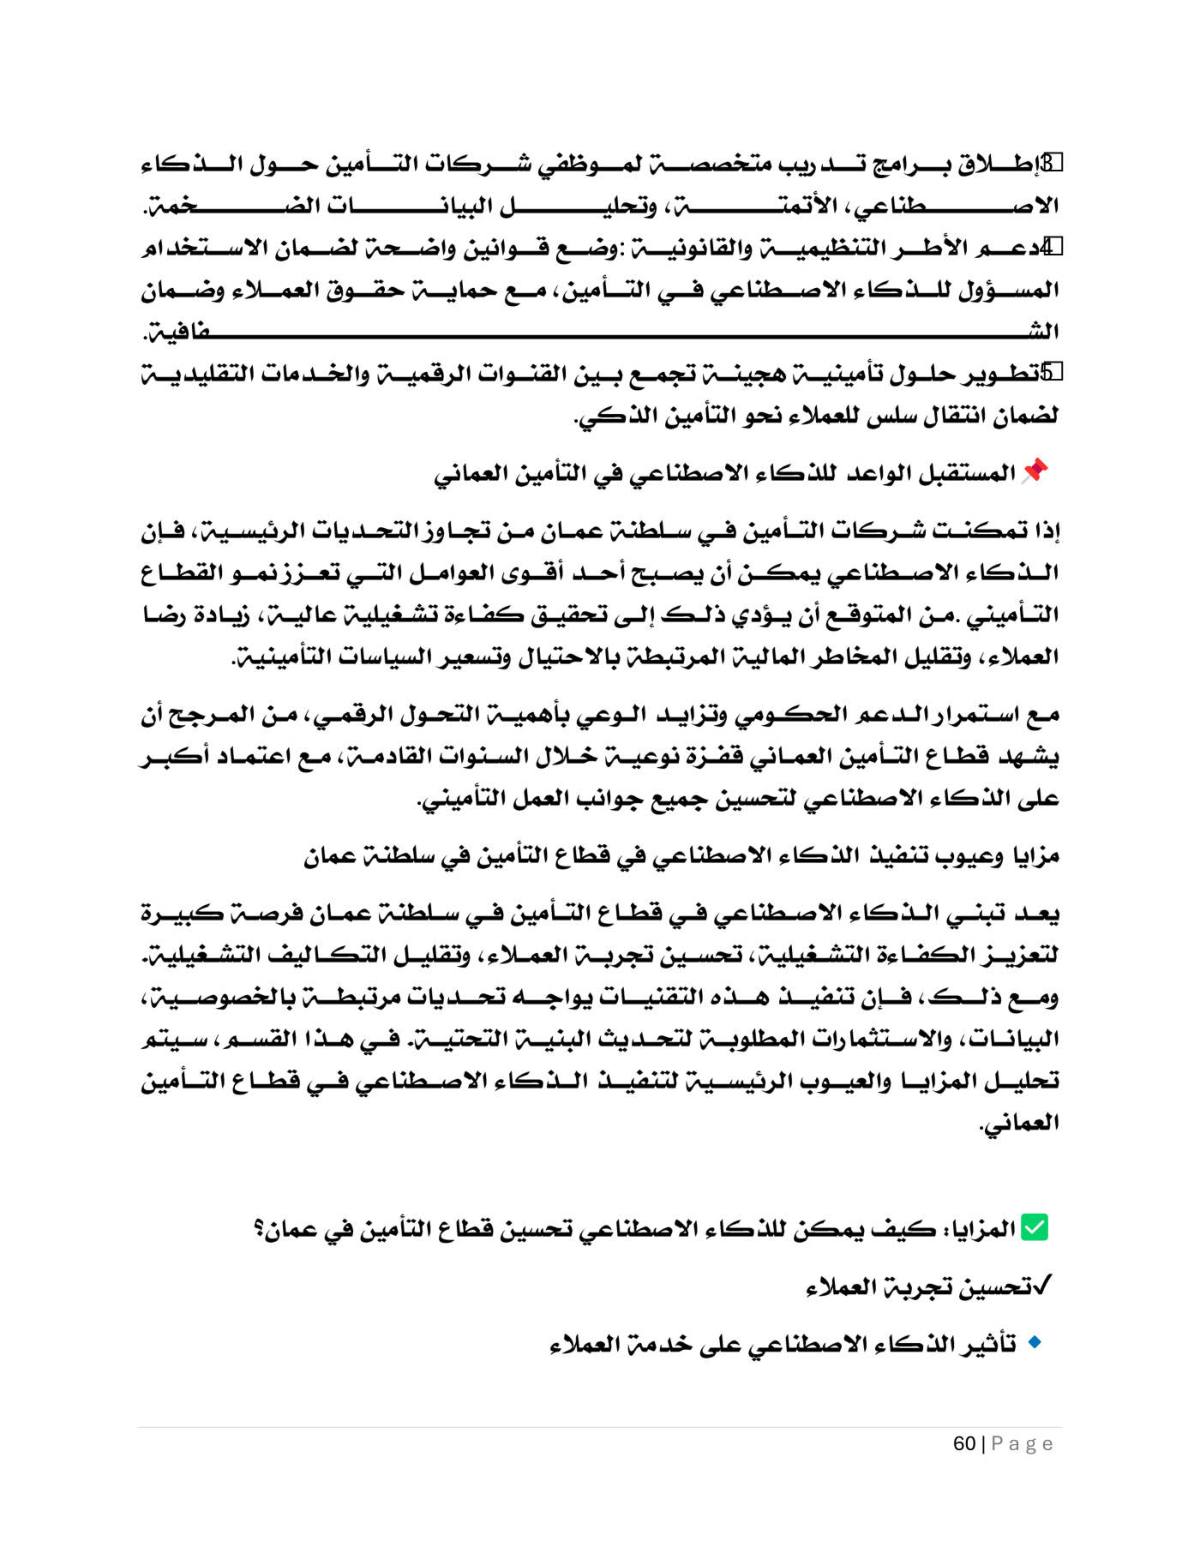 3إطلاق برامج تدريب متخصصة لموظفي شركات التأمين حول الذكاء
الاصطناعي، الأتمتة، وتحليل البيانات الضخمة.
4دعم الأطر التنظيمية والقانونية :وضع قوانين واضحة لضمان الاستخدام
المسؤول للذكاء الاصطناعي في التأمين، مع حماية حقوق العملاء وضمان
الشفافية.
5تطوير حلول تأمينية هجينة تجمع بين القنوات الرقمية والخدمات التقليدية
لضمان انتقال سلس للعملاء نحو التأمين الذكي.
📌 المستقبل الواعد للذكاء الاصطناعي في التأمين العماني
إذا تمكنت شركات التأمين في سلطنة عمان من تجاوز التحديات الرئيسية، فإن
الذكاء الاصطناعي يمكن أن يصبح أحد أقوى العوامل التي تعزز نمو القطاع
التأميني .من المتوقع أن يؤدي ذلك إلى تحقيق كفاءة تشغيلية عالية، زيادة رضا
العملاء، وتقليل المخاطر المالية المرتبطة بالاحتيال وتسعير السياسات التأمينية.
مع استمرار الدعم الحكومي وتزايد الوعي بأهمية التحول الرقمي، من المرجح أن
يشهد قطاع التأمين العماني قفزة نوعية خلال السنوات القادمة، مع اعتماد أكبر
على الذكاء الاصطناعي لتحسين جميع جوانب العمل التأميني.
مزايا وعيوب تنفيذ الذكاء الاصطناعي في قطاع التأمين في سلطنة عمان
يعد تبني الذكاء الاصطناعي في قطاع التأمين في سلطنة عمان فرصة كبيرة
لتعزيز الكفاءة التشغيلية، تحسين تجربة العملاء، وتقليل التكاليف التشغيلية.
ومع ذلك، فإن تنفيذ هذه التقنيات يواجه تحديات مرتبطة بالخصوصية،
البيانات، والاستثمارات المطلوبة لتحديث البنية التحتية. في هذا القسم، سيتم
تحليل المزايا والعيوب الرئيسية لتنفيذ الذكاء الاصطناعي في قطاع التأمين
العماني.
✅ المزايا: كيف يمكن للذكاء الاصطناعي تحسين قطاع التأمين في عمان؟
✓تحسين تجربة العملاء
🔹 تأثير الذكاء الاصطناعي على خدمة العملاء
60 | Page